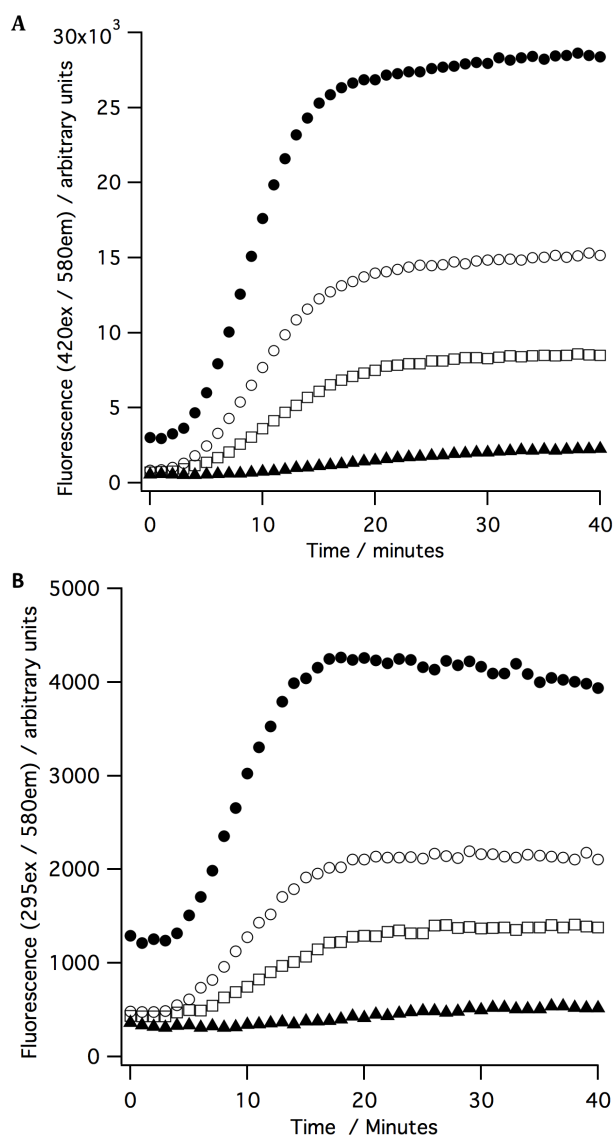 A
30x10³
25
20
15
10
5
0
Fluorescence (420ex / 580em) / arbitrary units
0 10 20 30 40
Time / minutes
B
5000
4000
3000
2000
1000
0
Fluorescence (295ex / 580em) / arbitrary units
0 10 20 30 40
Time / Minutes